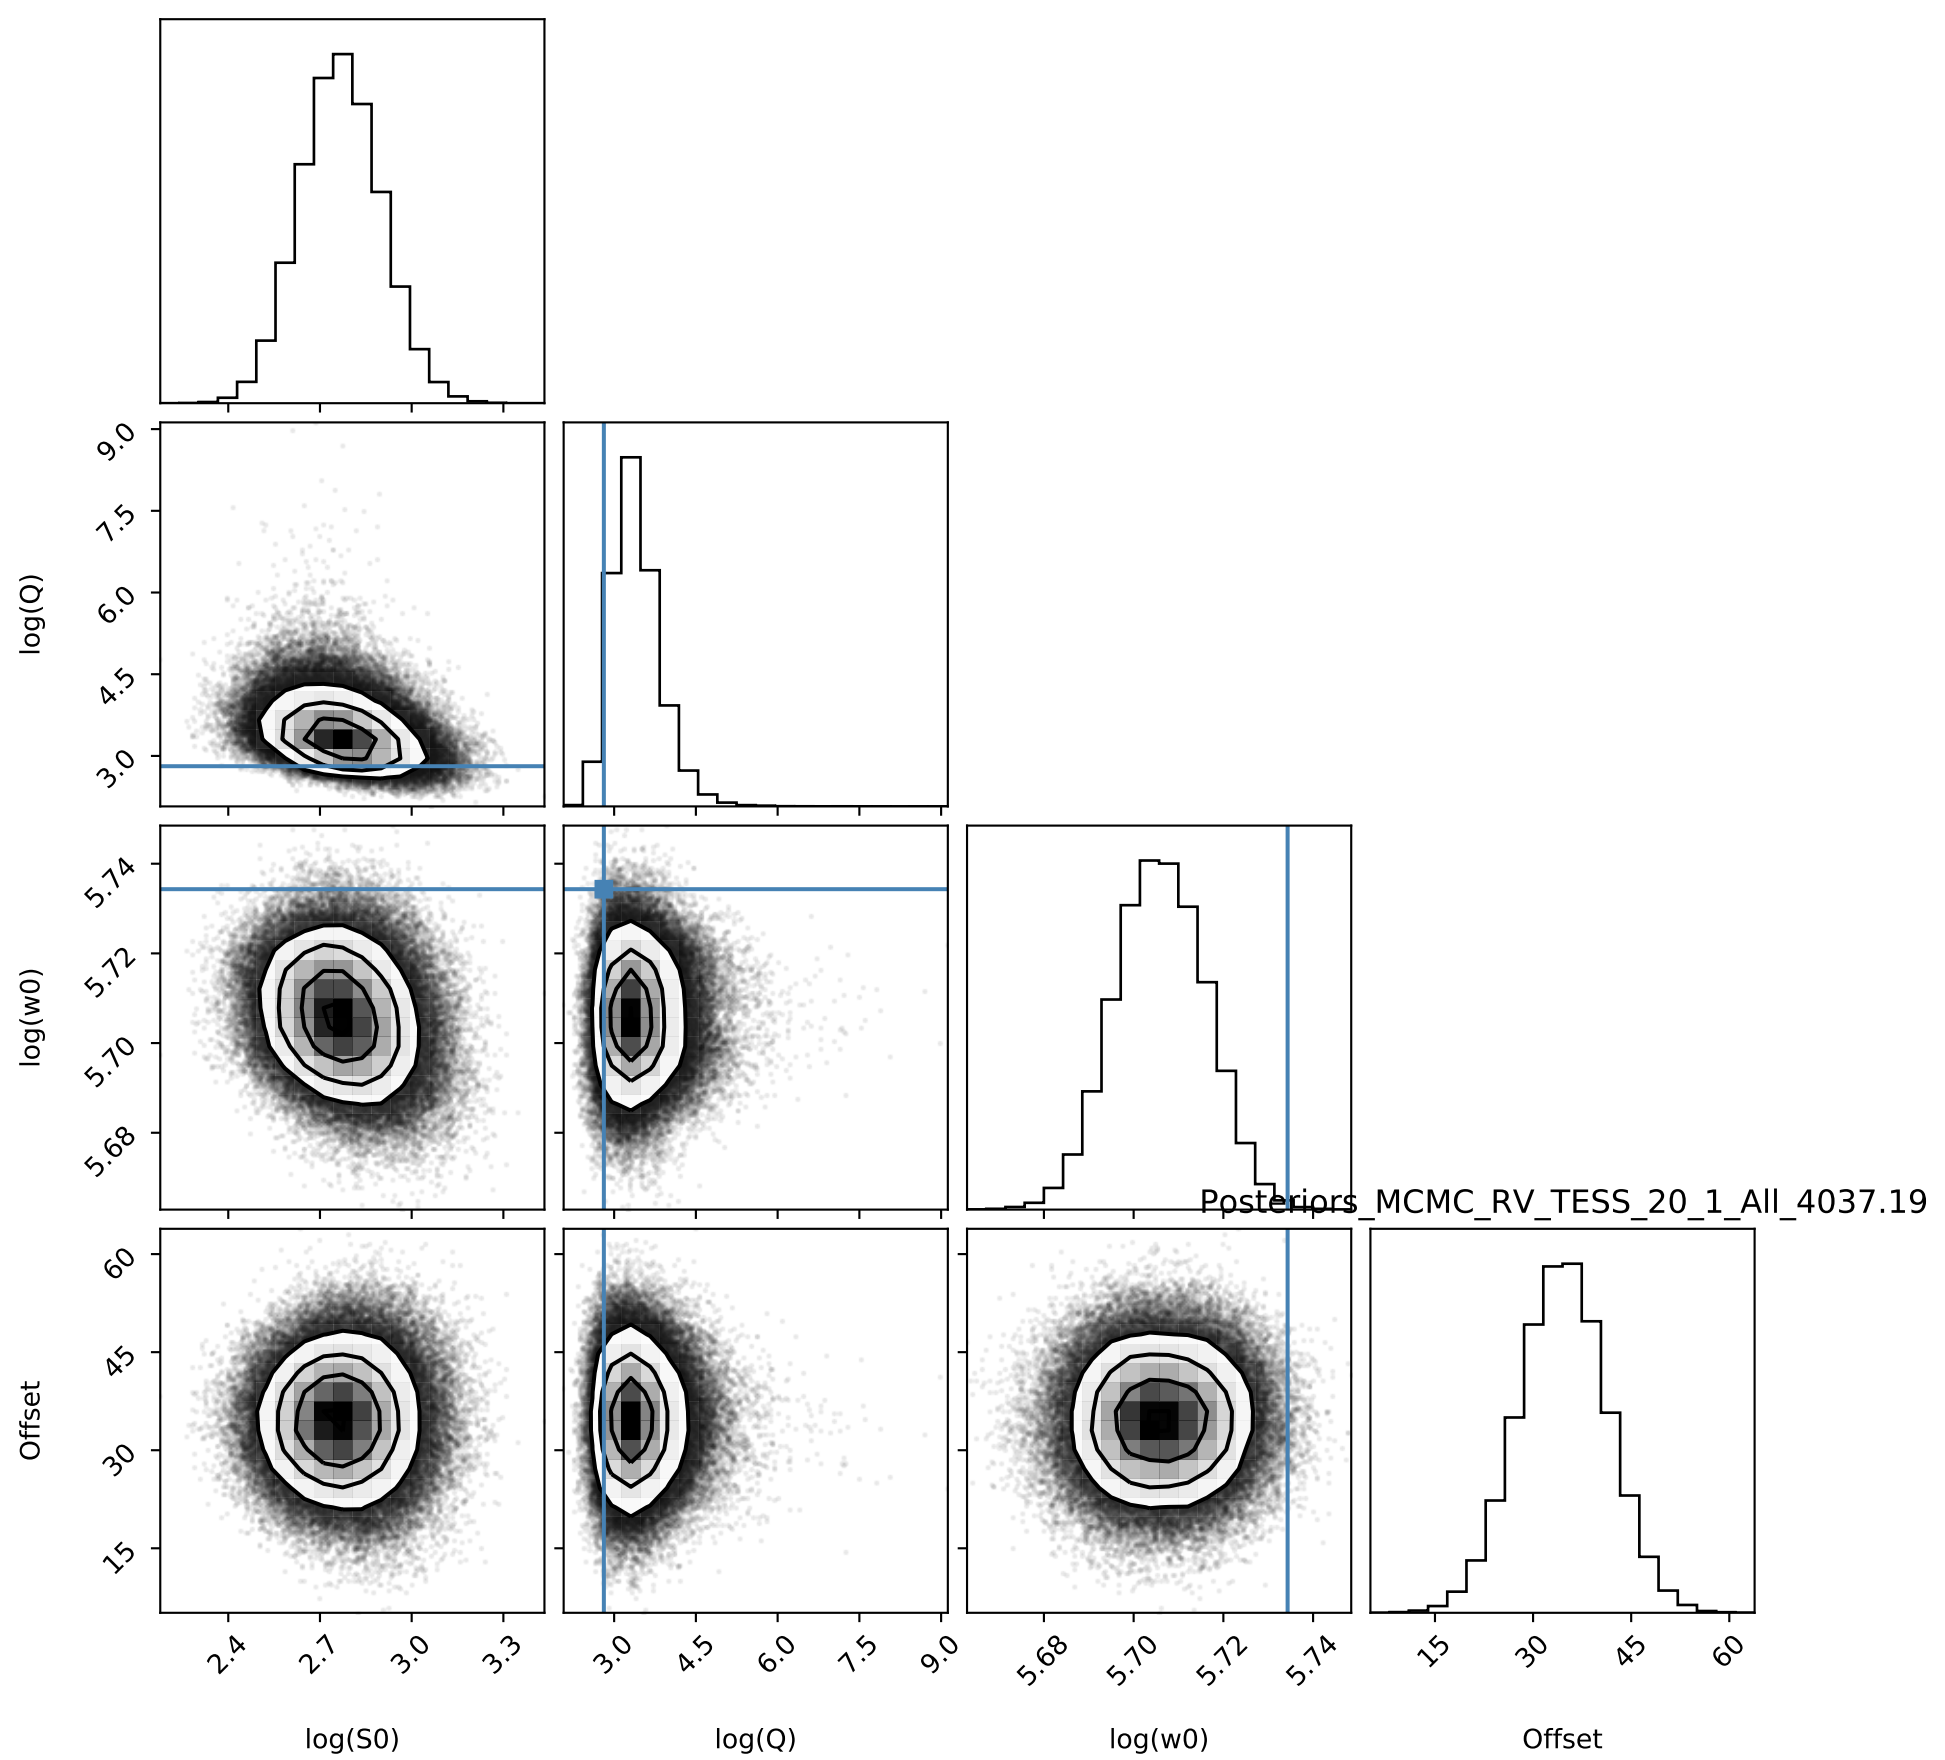 9.0
7.5
6.0
4.5
3.0
log(Q)
5.74
5.72
5.70
5.68
log(w0)
Posteriors_MCMC_RV_TESS_20_1_All_4037.19
60
45
30
15
Offset
2.4 2.7 3.0 3.3 3.0 4.5 6.0 7.5 9.0 5.68 5.70 5.72 5.74 15 30 45 60
log(S0) log(Q) log(w0) Offset